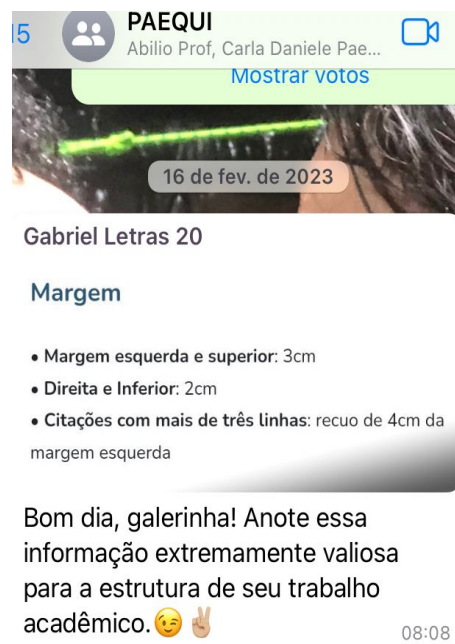 15
PAEQUI
Abilio Prof, Carla Daniele Pae...
Mostrar votos
16 de fev. de 2023
Gabriel Letras 20
Margem
• Margem esquerda e superior: 3cm
• Direita e Inferior: 2cm
• Citações com mais de três linhas: recuo de 4cm da
margem esquerda
Bom dia, galerinha! Anote essa
informação extremamente valiosa
para a estrutura de seu trabalho
acadêmico.😉✌🏼
08:08